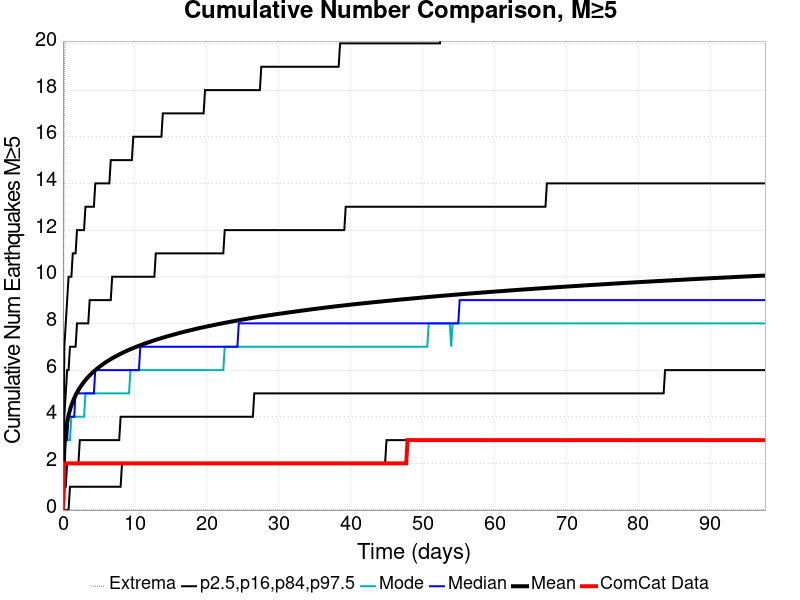 Cumulative Number Comparison, M≥5
Cumulative Num Earthquakes M≥5
20
18
16
14
12
10
8
6
4
2
0
0 10 20 30 40 50 60 70 80 90
Time (days)
Extrema p2.5,p16,p84,p97.5 Mode Median Mean ComCat Data